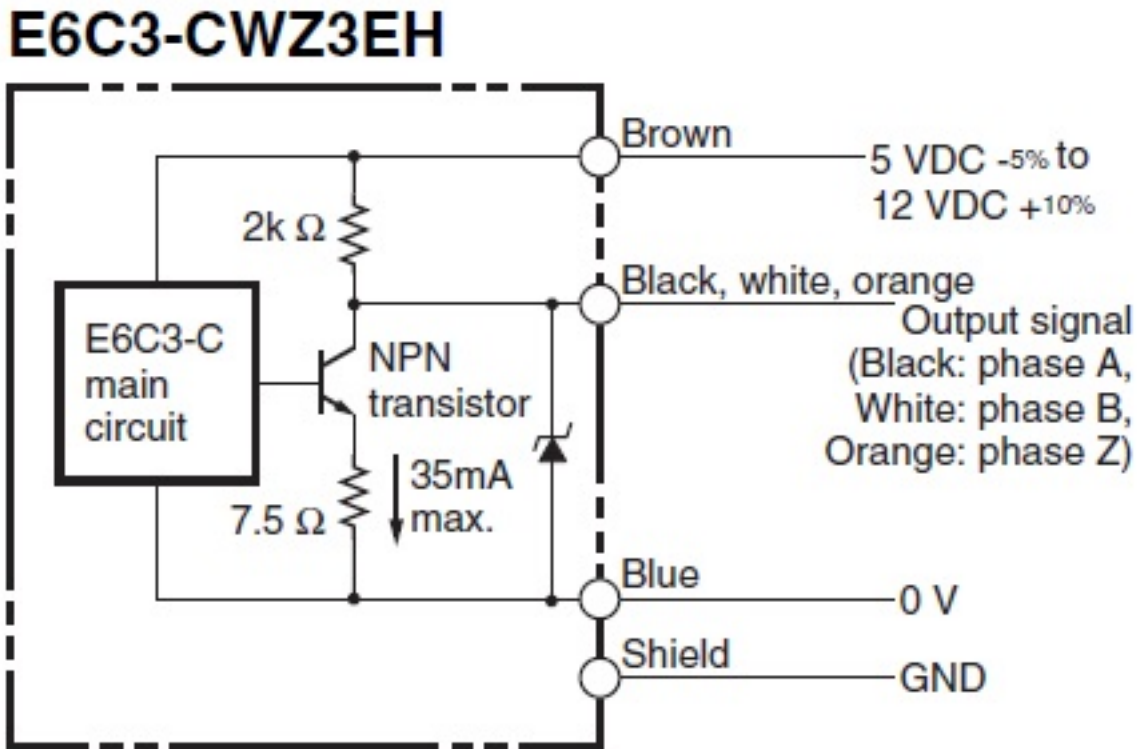 E6C3-CWZ3EH
Brown
5 VDC -5% to
12 VDC +10%
2k Ω
Black, white, orange
Output signal
(Black: phase A,
White: phase B,
Orange: phase Z)
E6C3-C
main
circuit
NPN
transistor
35mA
max.
7.5 Ω
Blue
0 V
Shield
GND